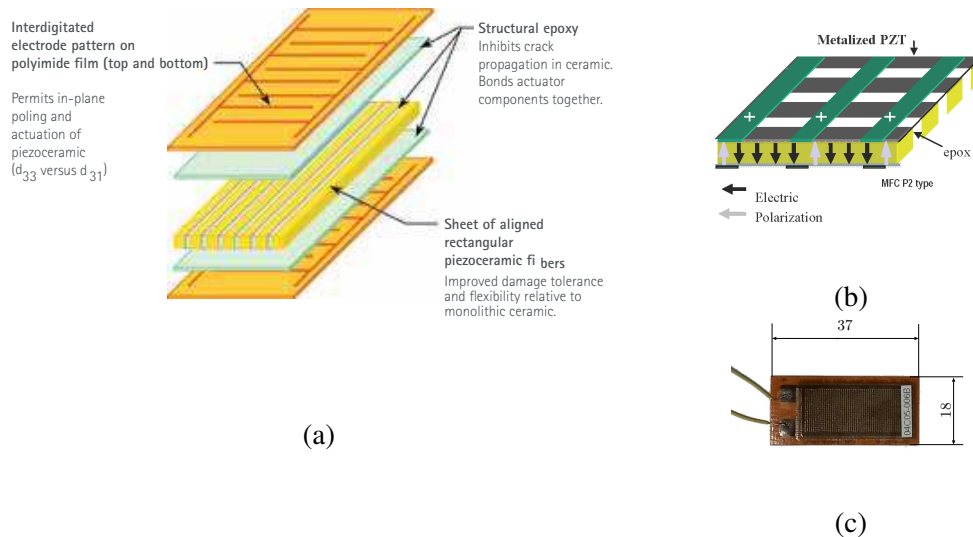 Interdigitated
electrode pattern on
polyimide film (top and bottom)
Permits in-plane
poling and
actuation of
piezoceramic
(d33 versus d31)
Structural epoxy
Inhibits crack
propagation in ceramic.
Bonds actuator
components together.
Sheet of aligned
rectangular
piezoceramic fi bers
Improved damage tolerance
and flexibility relative to
monolithic ceramic.
(a)
Metalized PZT
+ + +
epox
MFC P2 type
Electric
Polarization
(b)
37
18
04C05-006B
(c)